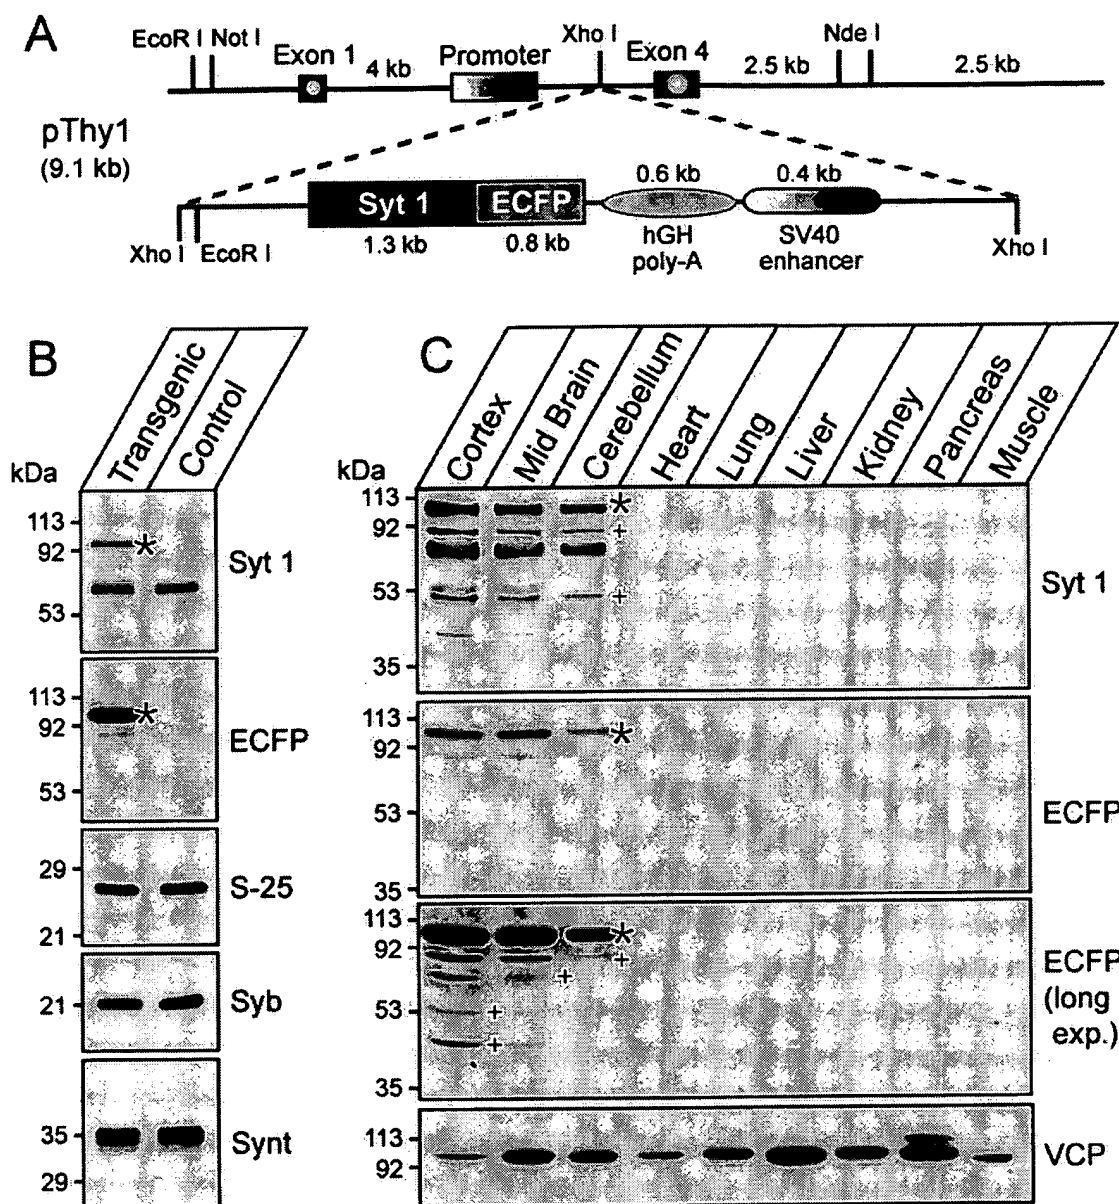 A
EcoR I Not I
Exon 1
4 kb
Promoter
Xho I
Exon 4
2.5 kb
Nde I
2.5 kb
pThy1
(9.1 kb)
Syt 1
ECFP
0.6 kb
0.4 kb
Xho I
EcoR I
1.3 kb
0.8 kb
hGH
poly-A
SV40
enhancer
Xho I
B
Transgenic
Control
kDa
113
92
53
*
Syt 1
113
92
53
*
ECFP
29
21
S-25
21
Syb
35
29
Synt
C
Cortex
Mid Brain
Cerebellum
Heart
Lung
Liver
Kidney
Pancreas
Muscle
kDa
113
92
53
35
*
+
+
Syt 1
113
92
53
35
*
ECFP
113
92
53
35
*
+
+
+
+
ECFP
(long
exp.)
113
92
VCP